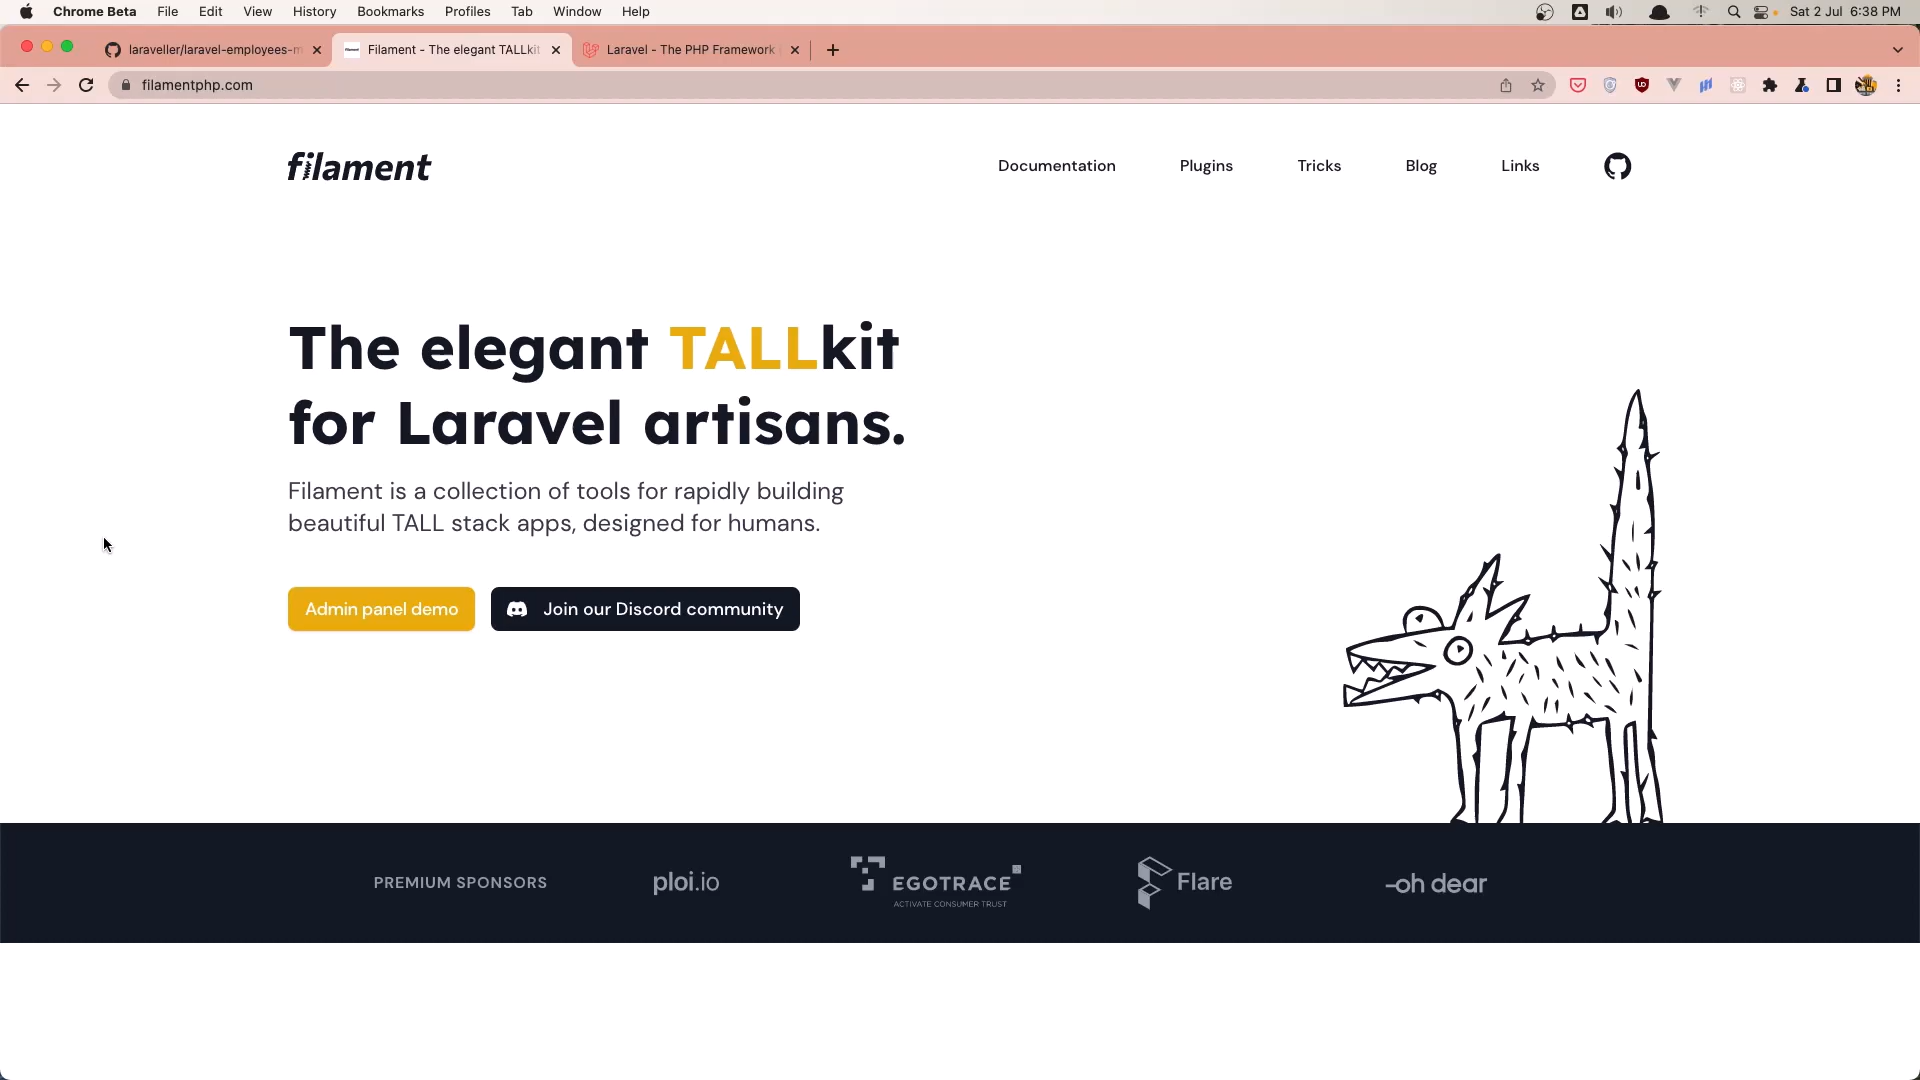 Chrome Beta File Edit View History Bookmarks Profiles Tab Window Help Sat 2 Jul 6:38 PM
laraveller/laravel-employees-m Filament - The elegant TALLkit Laravel - The PHP Framework
filamentphp.com
filament Documentation Plugins Tricks Blog Links
The elegant TALLkit
for Laravel artisans.
Filament is a collection of tools for rapidly building
beautiful TALL stack apps, designed for humans.
Admin panel demo Join our Discord community
PREMIUM SPONSORS ploi.io EGOTRACE Flare -oh dear
ACTIVATE CONSUMER TRUST